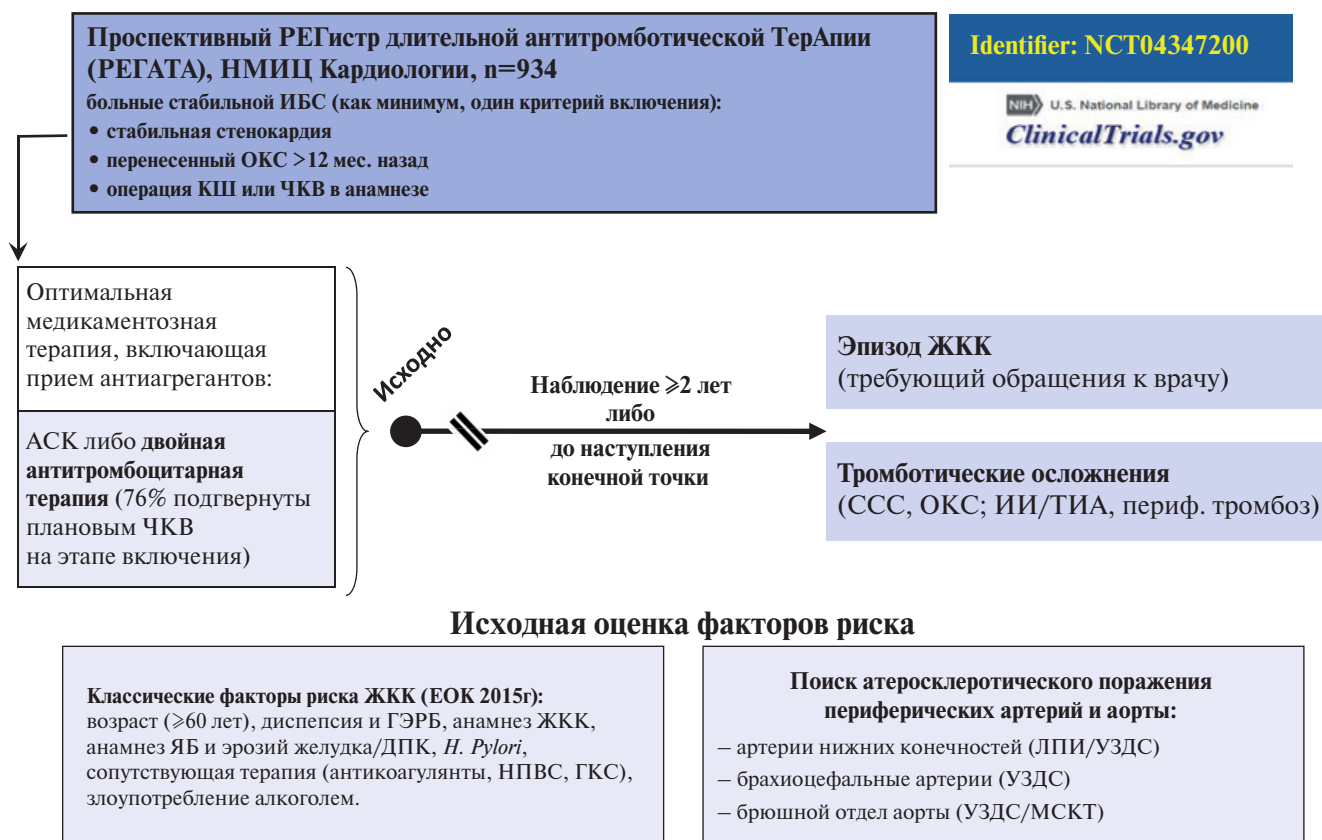 Проспективный РЕГистр длительной антитромботической ТерАпии
(РЕГАТА), НМИЦ Кардиологии, n=934
больные стабильной ИБС (как минимум, один критерий включения):
• стабильная стенокардия
• перенесенный ОКС >12 мес. назад
• операция КШ или ЧКВ в анамнезе
Identifier: NCT04347200
NIH U.S. National Library of Medicine
ClinicalTrials.gov
Оптимальная
медикаментозная
терапия, включающая
прием антиагрегантов:
АСК либо двойная
антитромбоцитарная
терапия (76% подгвернуты
плановым ЧКВ
на этапе включения)
Исходно
Наблюдение ⩾2 лет
либо
до наступления
конечной точки
Эпизод ЖКК
(требующий обращения к врачу)
Тромботические осложнения
(ССС, ОКС; ИИ/ТИА, периф. тромбоз)
Исходная оценка факторов риска
Классические факторы риска ЖКК (ЕОК 2015г):
возраст (⩾60 лет), диспепсия и ГЭРБ, анамнез ЖКК,
анамнез ЯБ и эрозий желудка/ДПК, H. Pylori,
сопутствующая терапия (антикоагулянты, НПВС, ГКС),
злоупотребление алкоголем.
Поиск атеросклеротического поражения
периферических артерий и аорты:
– артерии нижних конечностей (ЛПИ/УЗДС)
– брахиоцефальные артерии (УЗДС)
– брюшной отдел аорты (УЗДС/МСКТ)